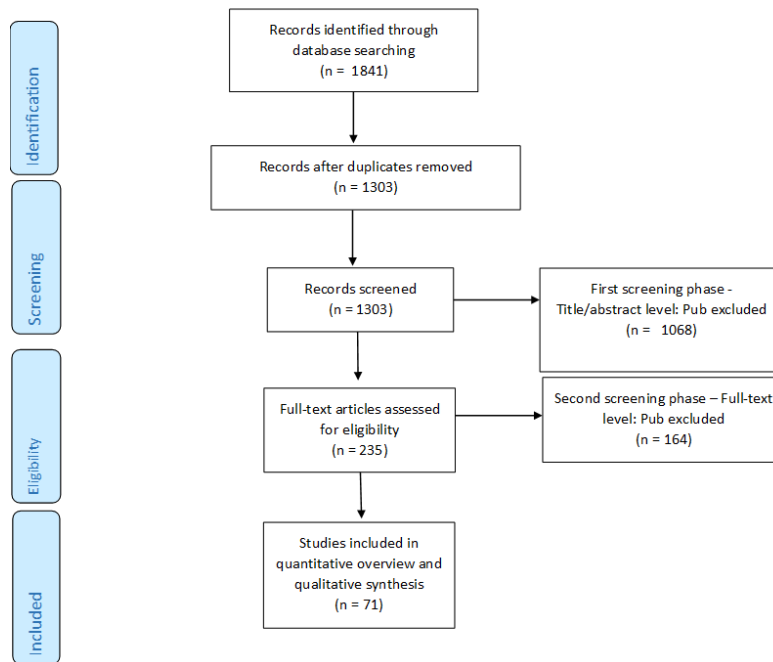 Identification
Records identified through
database searching
(n =  1841)
Records after duplicates removed
(n = 1303)
Screening
Records screened
(n = 1303)
First screening phase -
Title/abstract level: Pub excluded
(n =  1068)
Eligibility
Full-text articles assessed
for eligibility
(n = 235)
Second screening phase – Full-text
level: Pub excluded
(n = 164)
Included
Studies included in
quantitative overview and
qualitative synthesis
(n = 71)